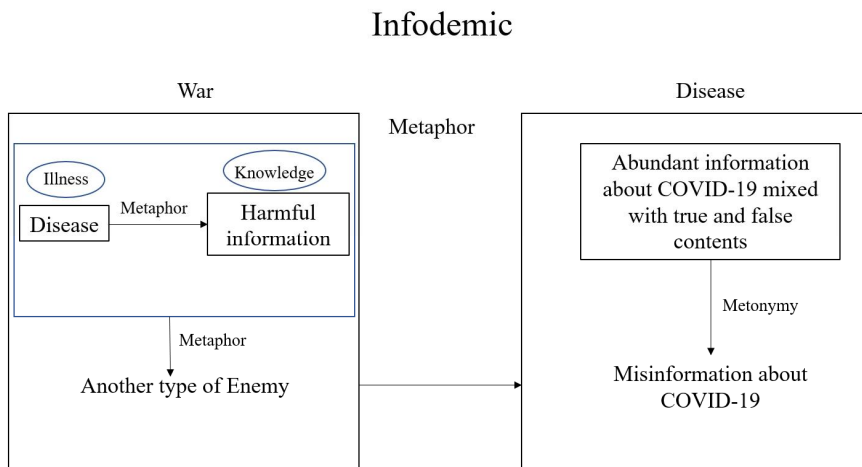 Infodemic
War
Disease
Metaphor
Illness
Knowledge
Disease
Metaphor
Harmful
information
Metaphor
Another type of Enemy
Abundant information
about COVID-19 mixed
with true and false
contents
Metonymy
Misinformation about
COVID-19